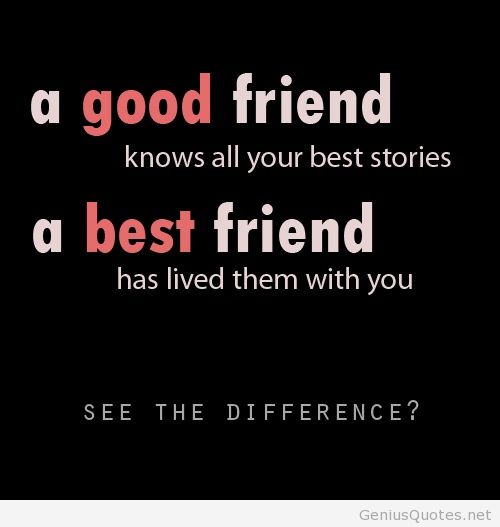 a good friend
knows all your best stories
a best friend
has lived them with you
SEE THE DIFFERENCE?
GeniusQuotes.net